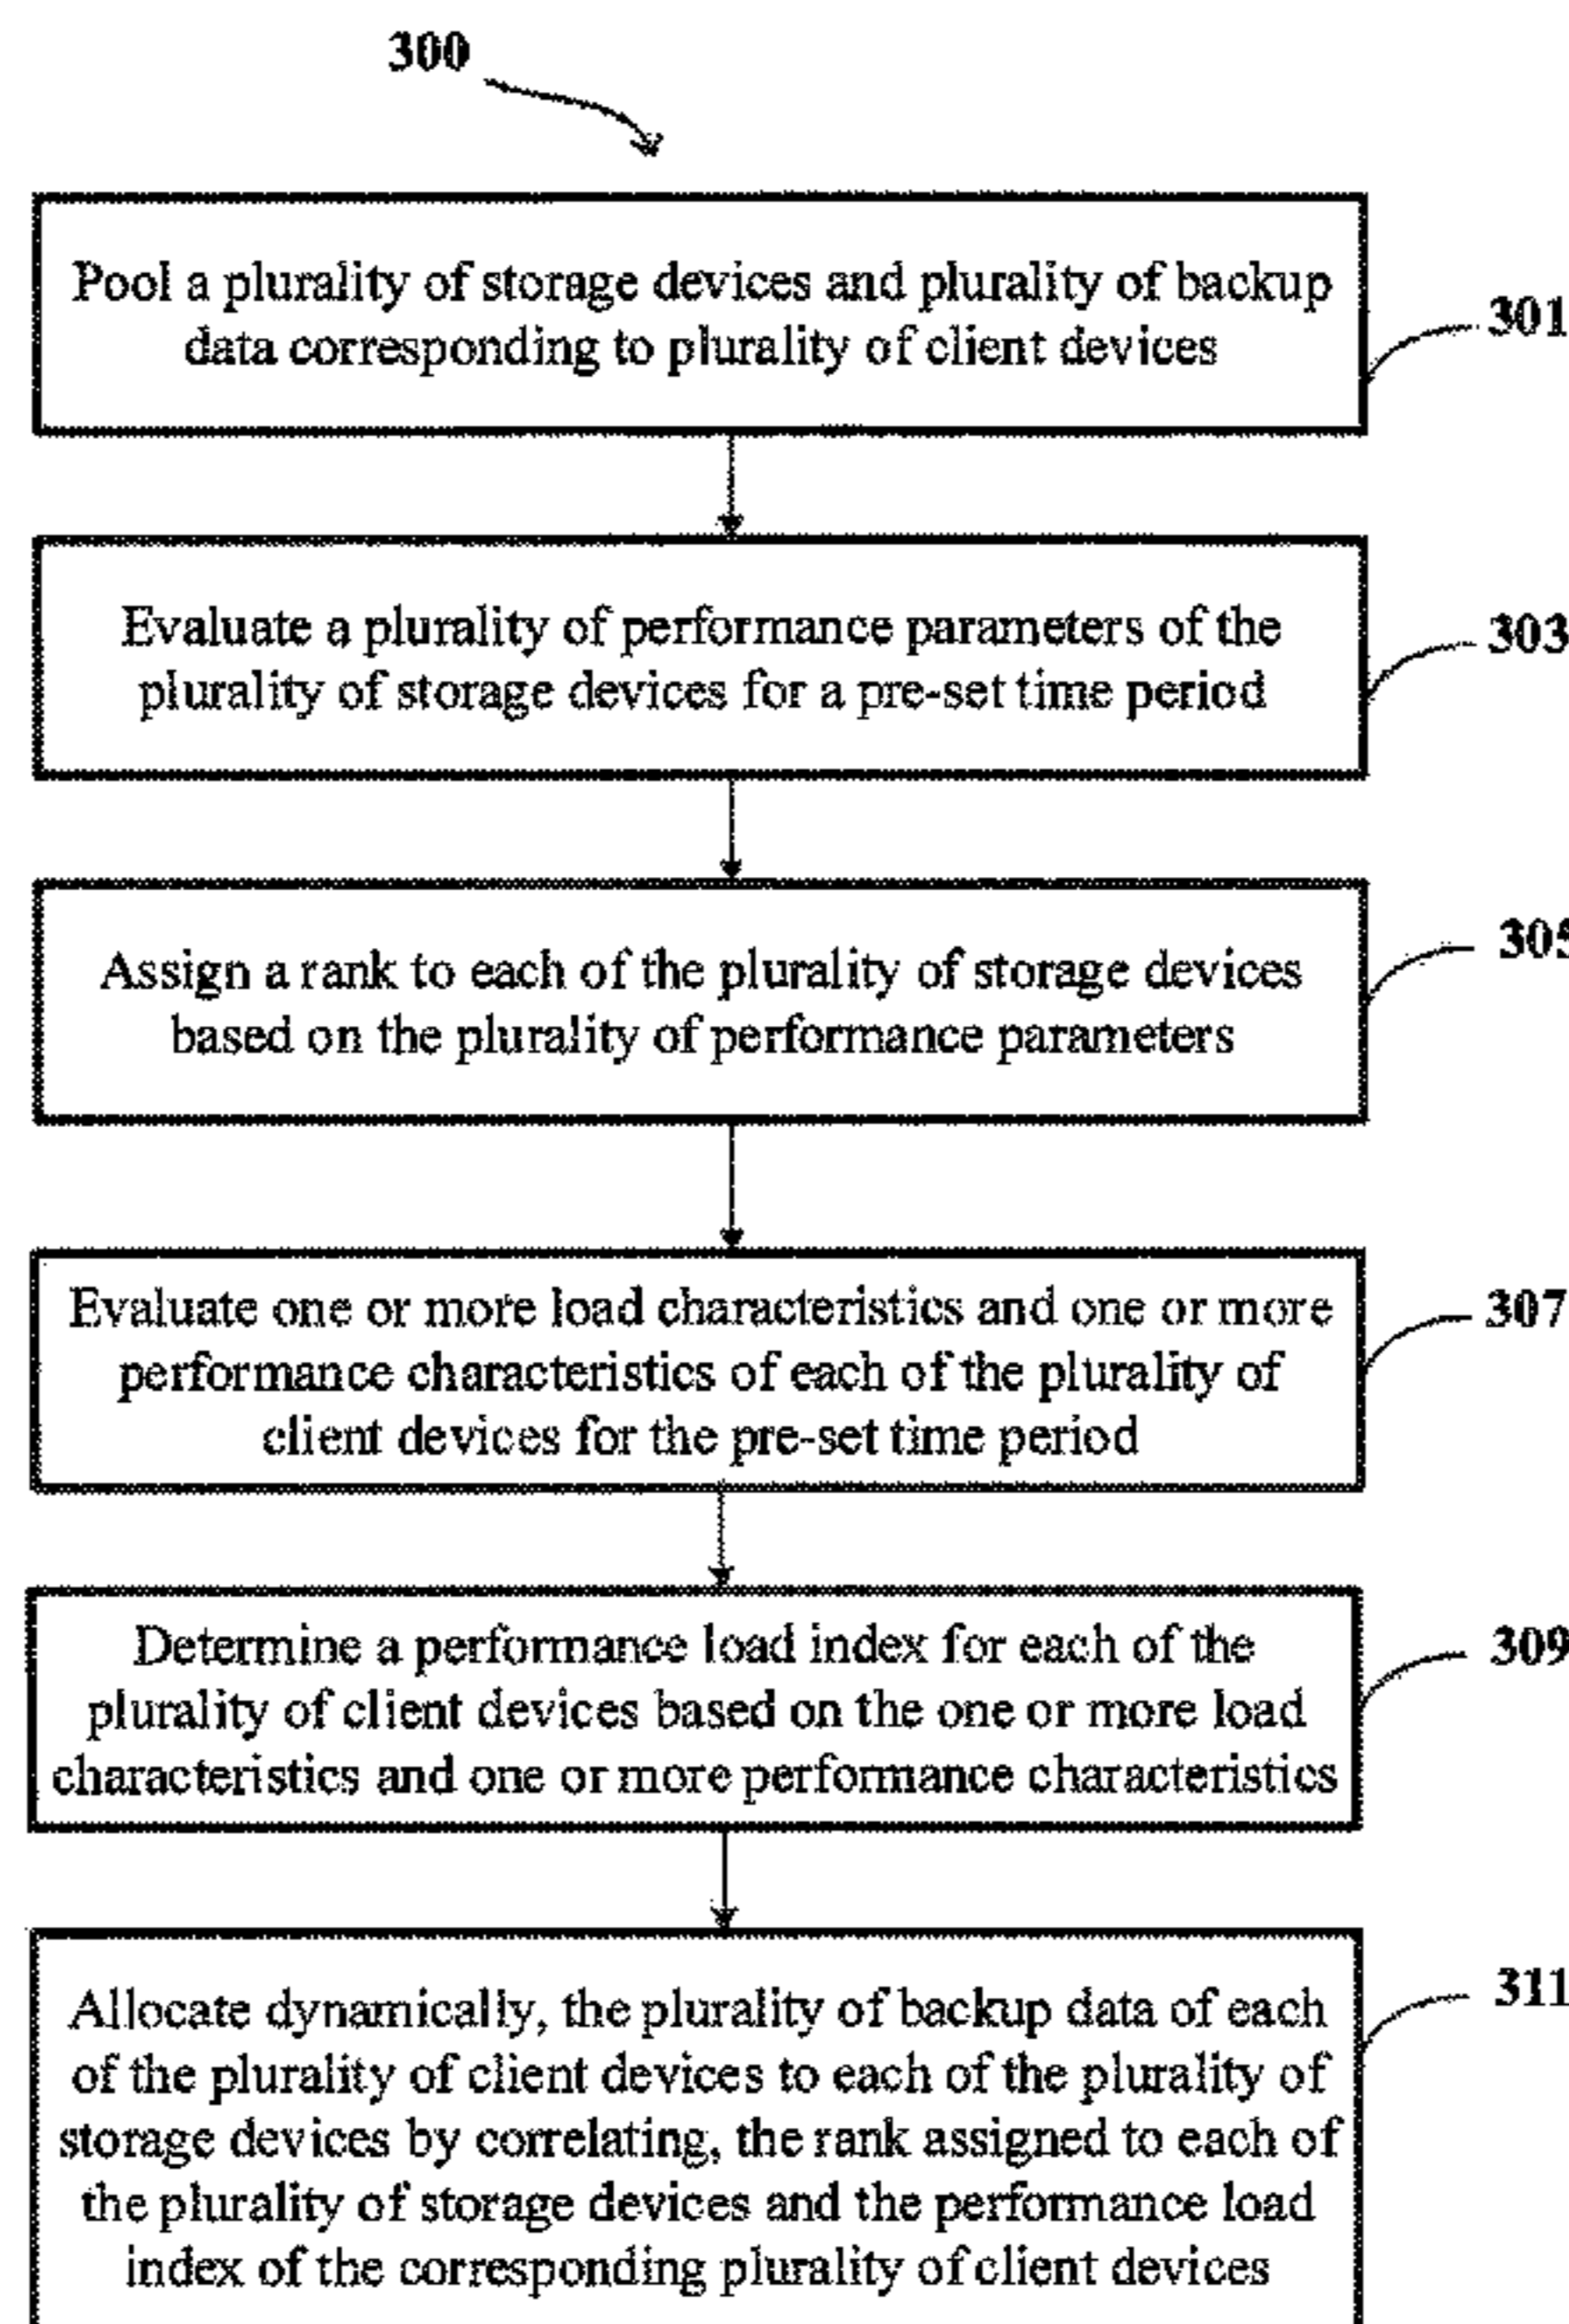 300
Pool a plurality of storage devices and plurality of backup
data corresponding to plurality of client devices
301
Evaluate a plurality of performance parameters of the
plurality of storage devices for a pre-set time period
303
Assign a rank to each of the plurality of storage devices
based on the plurality of performance parameters
305
Evaluate one or more load characteristics and one or more
performance characteristics of each of the plurality of
client devices for the pre-set time period
307
Determine a performance load index for each of the
plurality of client devices based on the one or more load
characteristics and one or more performance characteristics
309
Allocate dynamically, the plurality of backup data of each
of the plurality of client devices to each of the plurality of
storage devices by correlating, the rank assigned to each of
the plurality of storage devices and the performance load
index of the corresponding plurality of client devices
311